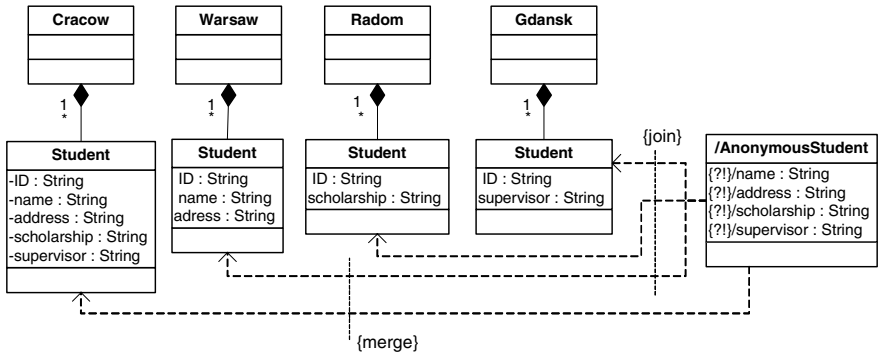 Cracow
Warsaw
Radom
Gdansk
1
*
1
*
1
*
1
*
{join}
Student
-ID : String
-name : String
-address : String
-scholarship : String
-supervisor : String
Student
ID : String
name : String
adress : String
Student
ID : String
scholarship : String
Student
ID : String
supervisor : String
/AnonymousStudent
{?!}/name : String
{?!}/address : String
{?!}/scholarship : String
{?!}/supervisor : String
{merge}